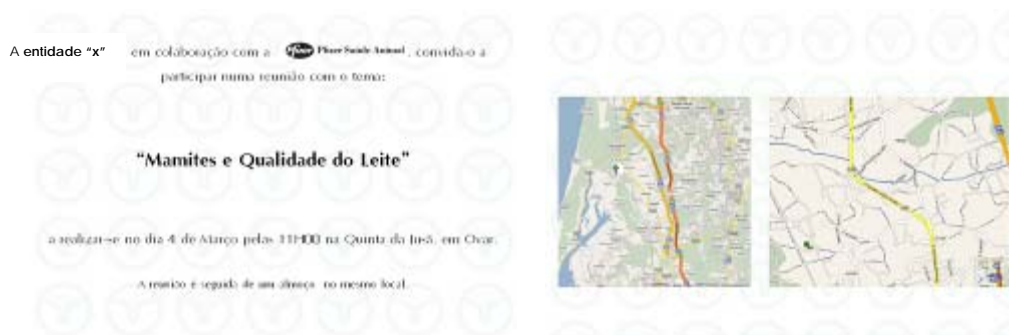 A entidade "x" em colaboração com a Pfizer Pfizer Saúde Animal, convida-o a
participar numa reunião com o tema:
"Mamites e Qualidade do Leite"
a realizar-se no dia 4 de Março pelas 11H00 na Quinta da em Ovar.
A reunião é seguida de um almoço no mesmo local.